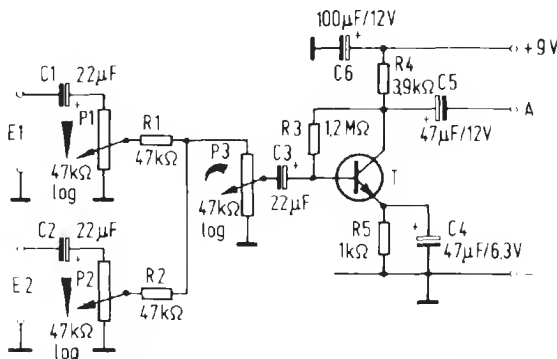 100µF/12V
+
C6
+9V
R4
3,9kΩ
C5
+
47µF/12V
A
C1
22µF
+
P1
E1
47kΩ
log
R1
47kΩ
P3
47kΩ
log
C3
+
22µF
R3
1,2MΩ
T
R5
1kΩ
+
C4
47µF/6,3V
–
C2
22µF
+
P2
E2
47kΩ
log
R2
47kΩ